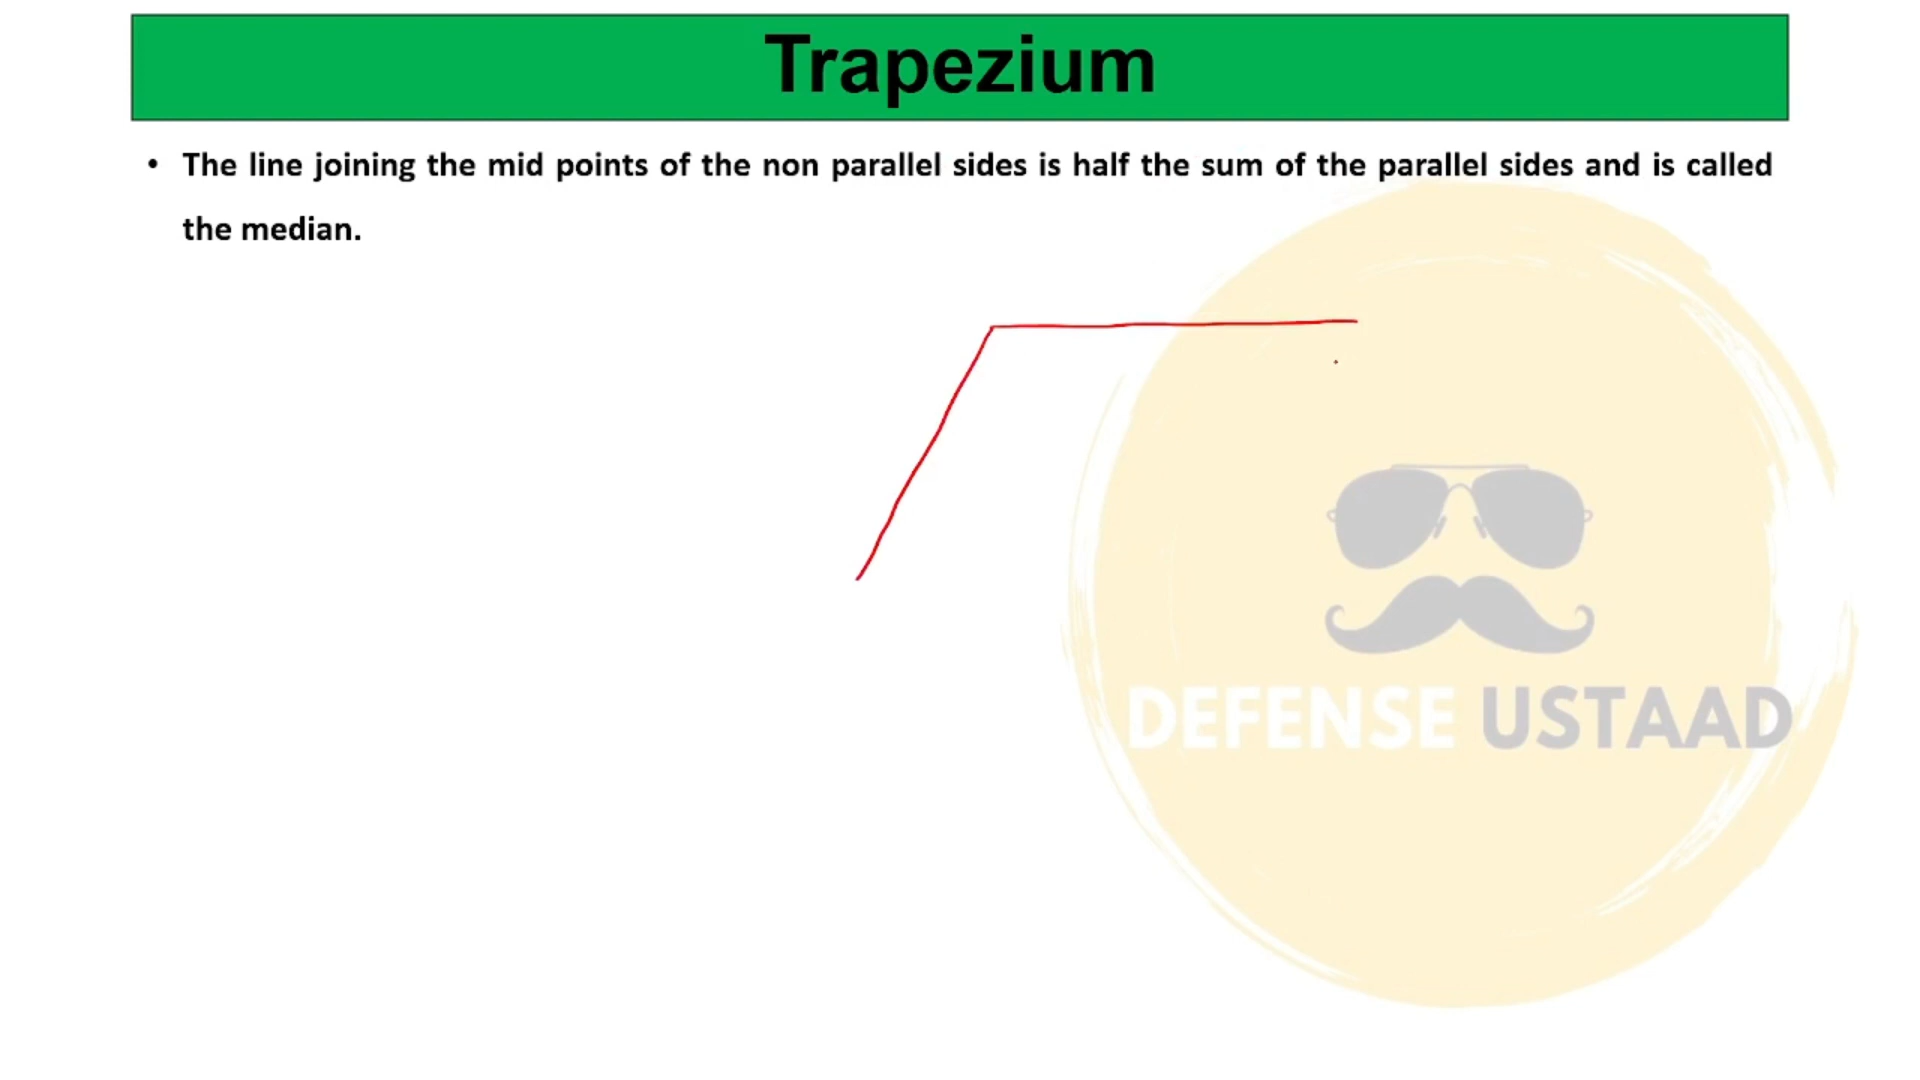 Trapezium
• The line joining the mid points of the non parallel sides is half the sum of the parallel sides and is called
the median.
DEFENSE USTAAD